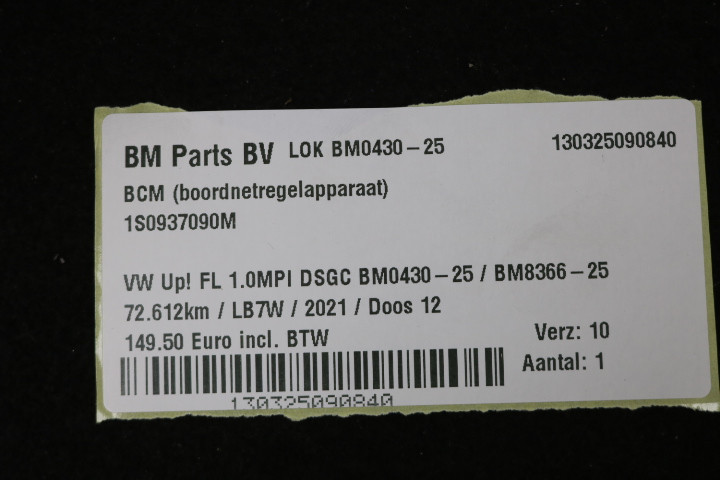 BM Parts BV LOK BM0430-25 130325090840
BCM (boordnetregelapparaat)
1S0937090M
VW Up! FL 1.0MPI DSGC BM0430-25 / BM8366-25
72.612km / LB7W / 2021 / Doos 12
149.50 Euro incl. BTW Verz: 10
Aantal: 1
130325090840